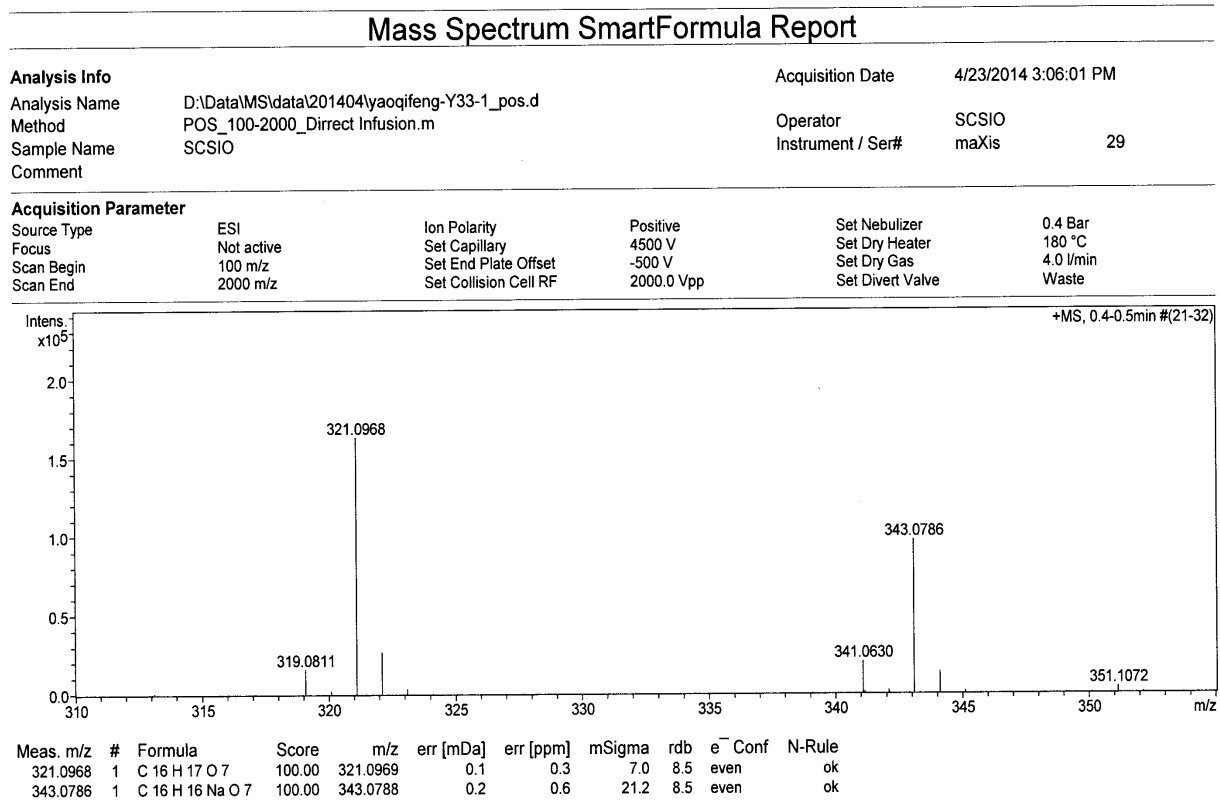 Mass Spectrum SmartFormula Report
Analysis Info
Acquisition Date 4/23/2014 3:06:01 PM
Analysis Name D:\Data\MS\data\201404\yaoqifeng-Y33-1_pos.d
Method POS_100-2000_Dirrect Infusion.m
Operator SCSIO
Sample Name SCSIO
Instrument / Ser# maXis 29
Comment
Acquisition Parameter
Source Type ESI Ion Polarity Positive Set Nebulizer 0.4 Bar
Focus Not active Set Capillary 4500 V Set Dry Heater 180 °C
Scan Begin 100 m/z Set End Plate Offset -500 V Set Dry Gas 4.0 l/min
Scan End 2000 m/z Set Collision Cell RF 2000.0 Vpp Set Divert Valve Waste
Intens.
x10⁵
+MS, 0.4-0.5min #(21-32)
2.0
321.0968
1.5
343.0786
1.0
0.5
319.0811
341.0630
351.1072
0.0
310 315 320 325 330 335 340 345 350 m/z
Meas. m/z # Formula Score m/z err [mDa] err [ppm] mSigma rdb e⁻ Conf N-Rule
321.0968 1 C 16 H 17 O 7 100.00 321.0969 0.1 0.3 7.0 8.5 even ok
343.0786 1 C 16 H 16 Na O 7 100.00 343.0788 0.2 0.6 21.2 8.5 even ok